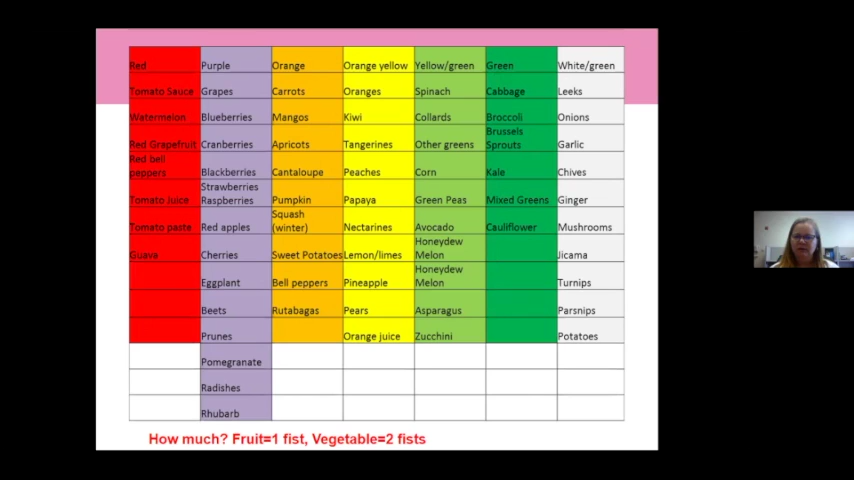 Red Purple Orange Orange yellow Yellow/green Green White/green
Tomato Sauce Grapes Carrots Oranges Spinach Cabbage Leeks
Watermelon Blueberries Mangos Kiwi Collards Broccoli Onions
Red Grapefruit Cranberries Apricots Tangerines Other greens Brussels Sprouts Garlic
Red bell peppers Blackberries Cantaloupe Peaches Corn Kale Chives
Tomato Juice Strawberries Raspberries Pumpkin Papaya Green Peas Mixed Greens Ginger
Tomato paste Red apples Squash (winter) Nectarines Avocado Cauliflower Mushrooms
Guava Cherries Sweet Potatoes Lemon/limes Honeydew Melon Jicama
Eggplant Bell peppers Pineapple Honeydew Melon Turnips
Beets Rutabagas Pears Asparagus Parsnips
Prunes Orange juice Zucchini Potatoes
Pomegranate
Radishes
Rhubarb
How much? Fruit=1 fist, Vegetable=2 fists